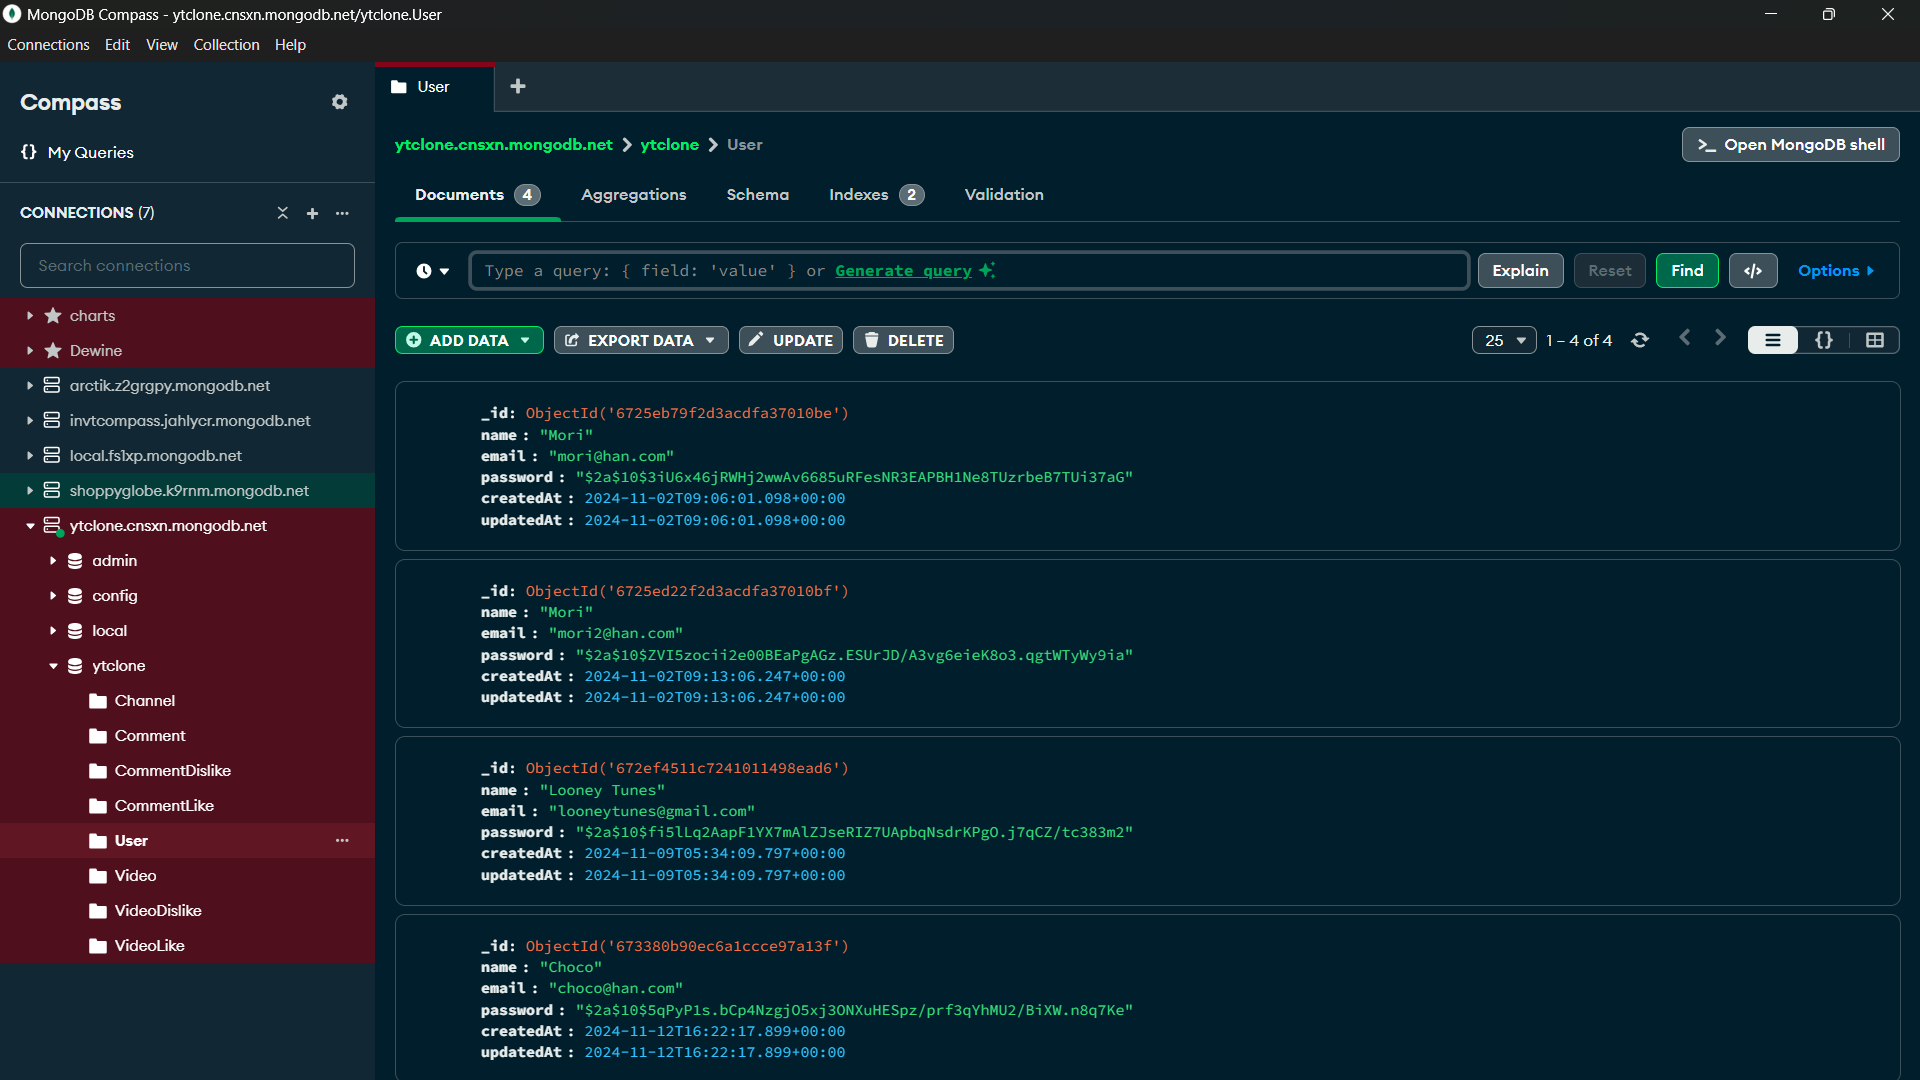 MongoDB Compass - ytclone.cnsxn.mongodb.net/ytclone.User
Connections Edit View Collection Help
Compass
{} My Queries
CONNECTIONS (7)
Search connections
charts
Dewine
arctik.z2grgpy.mongodb.net
invtcompass.jahlycr.mongodb.net
local.fs1xp.mongodb.net
shoppyglobe.k9rnm.mongodb.net
ytclone.cnsxn.mongodb.net
admin
config
local
ytclone
Channel
Comment
CommentDislike
CommentLike
User
Video
VideoDislike
VideoLike
User
ytclone.cnsxn.mongodb.net > ytclone > User
>_ Open MongoDB shell
Documents 4 Aggregations Schema Indexes 2 Validation
Type a query: { field: 'value' } or Generate query
Explain Reset Find </> Options
ADD DATA EXPORT DATA UPDATE DELETE
25 1 – 4 of 4 {}
_id: ObjectId('6725eb79f2d3acdfa37010be')
name : "Mori"
email : "mori@han.com"
password : "$2a$10$3iU6x46jRWHj2wwAv6685uRFesNR3EAPBH1Ne8TUzrbeB7TUi37aG"
createdAt : 2024-11-02T09:06:01.098+00:00
updatedAt : 2024-11-02T09:06:01.098+00:00
_id: ObjectId('6725ed22f2d3acdfa37010bf')
name : "Mori"
email : "mori2@han.com"
password : "$2a$10$ZVI5zocii2e00BEaPgAGz.ESUrJD/A3vg6eieK8o3.qgtWTyWy9ia"
createdAt : 2024-11-02T09:13:06.247+00:00
updatedAt : 2024-11-02T09:13:06.247+00:00
_id: ObjectId('672ef4511c7241011498ead6')
name : "Looney Tunes"
email : "looneytunes@gmail.com"
password : "$2a$10$fi5lLq2AapF1YX7mAlZJseRIZ7UApbqNsdrKPgO.j7qCZ/tc383m2"
createdAt : 2024-11-09T05:34:09.797+00:00
updatedAt : 2024-11-09T05:34:09.797+00:00
_id: ObjectId('673380b90ec6a1ccce97a13f')
name : "Choco"
email : "choco@han.com"
password : "$2a$10$5qPyP1s.bCp4NzgjO5xj3ONXuHESpz/prf3qYhMU2/BiXW.n8q7Ke"
createdAt : 2024-11-12T16:22:17.899+00:00
updatedAt : 2024-11-12T16:22:17.899+00:00